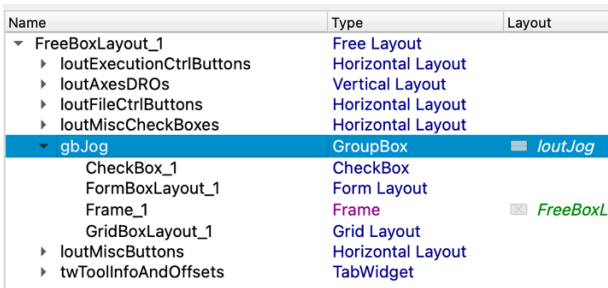 Name Type Layout
FreeBoxLayout_1 Free Layout
loutExecutionCtrlButtons Horizontal Layout
loutAxesDROs Vertical Layout
loutFileCtrlButtons Horizontal Layout
loutMiscCheckBoxes Horizontal Layout
gbJog GroupBox loutJog
CheckBox_1 CheckBox
FormBoxLayout_1 Form Layout
Frame_1 Frame FreeBoxL
GridBoxLayout_1 Grid Layout
loutMiscButtons Horizontal Layout
twToolInfoAndOffsets TabWidget